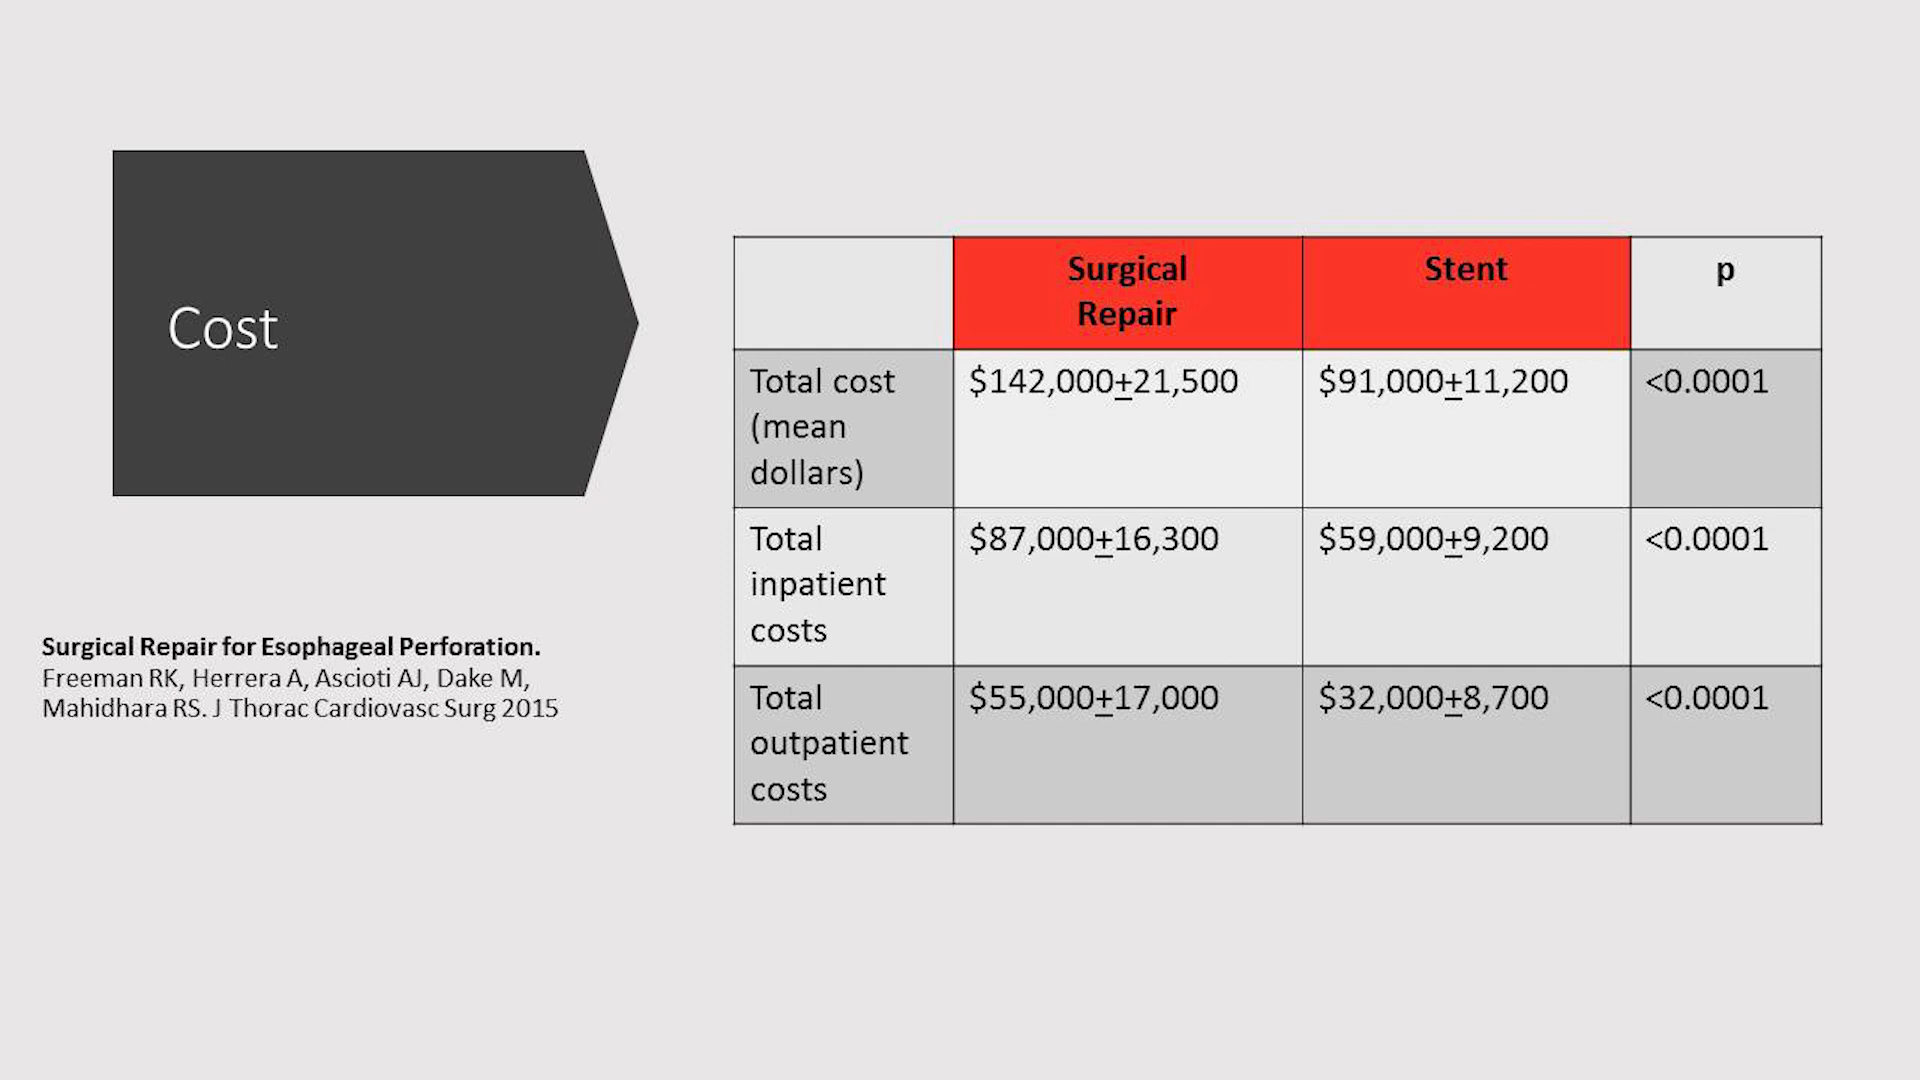 Cost
Surgical Repair for Esophageal Perforation.
Freeman RK, Herrera A, Ascioti AJ, Dake M,
Mahidhara RS. J Thorac Cardiovasc Surg 2015
Surgical
Repair
Stent
p
Total cost
(mean
dollars)
$142,000±21,500
$91,000±11,200
<0.0001
Total
inpatient
costs
$87,000±16,300
$59,000±9,200
<0.0001
Total
outpatient
costs
$55,000±17,000
$32,000±8,700
<0.0001